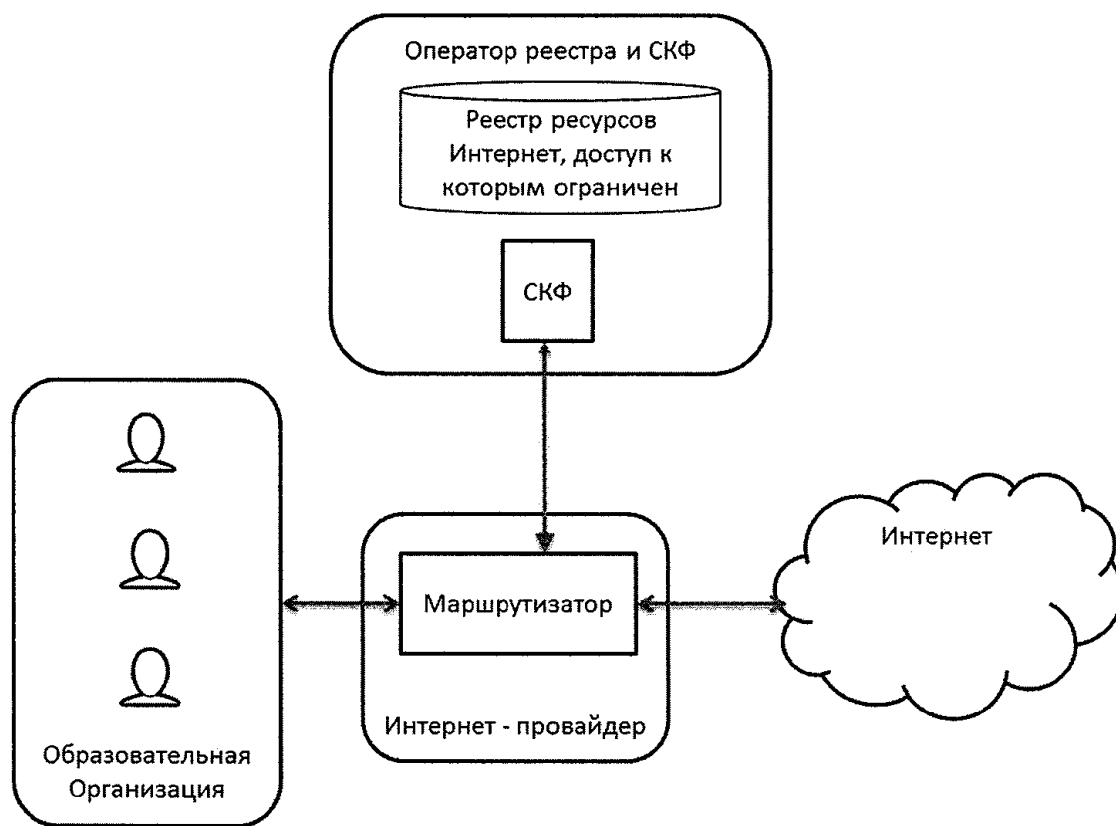 Оператор реестра и СКФ
Реестр ресурсов
Интернет, доступ к
которым ограничен
СКФ
Интернет
Маршрутизатор
Интернет - провайдер
Образовательная
Организация